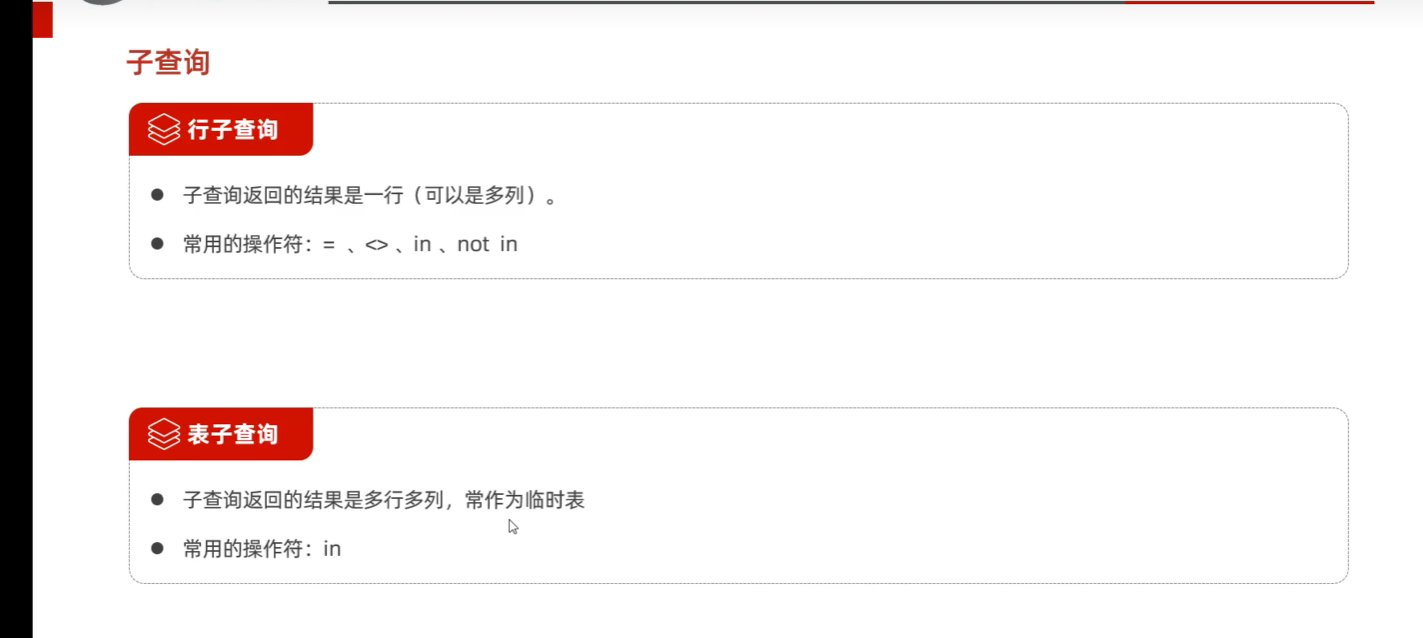 子查询
行子查询
子查询返回的结果是一行（可以是多列）。
常用的操作符：= 、<> 、in 、not in
表子查询
子查询返回的结果是多行多列，常作为临时表
常用的操作符：in